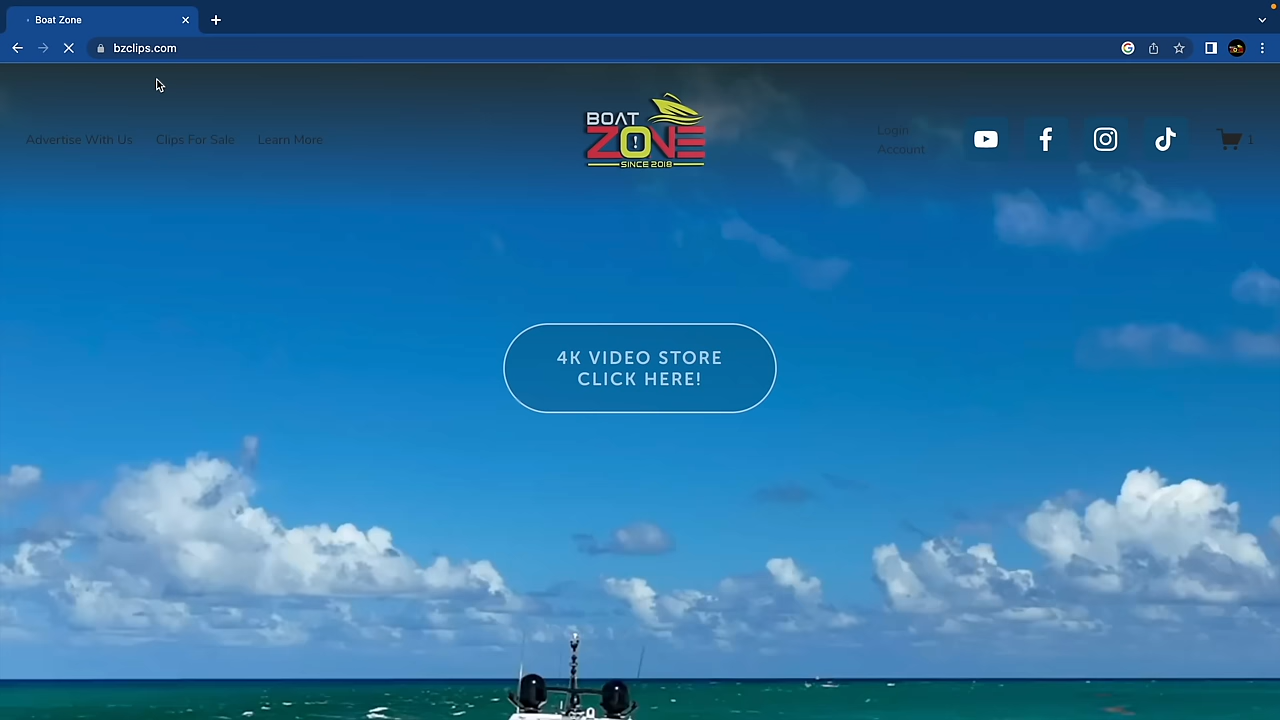 Boat Zone
bzclips.com
Advertise With Us
Clips For Sale
Learn More
BOAT
ZONE
SINCE 2018
Login
Account
1
4K VIDEO STORE
CLICK HERE!